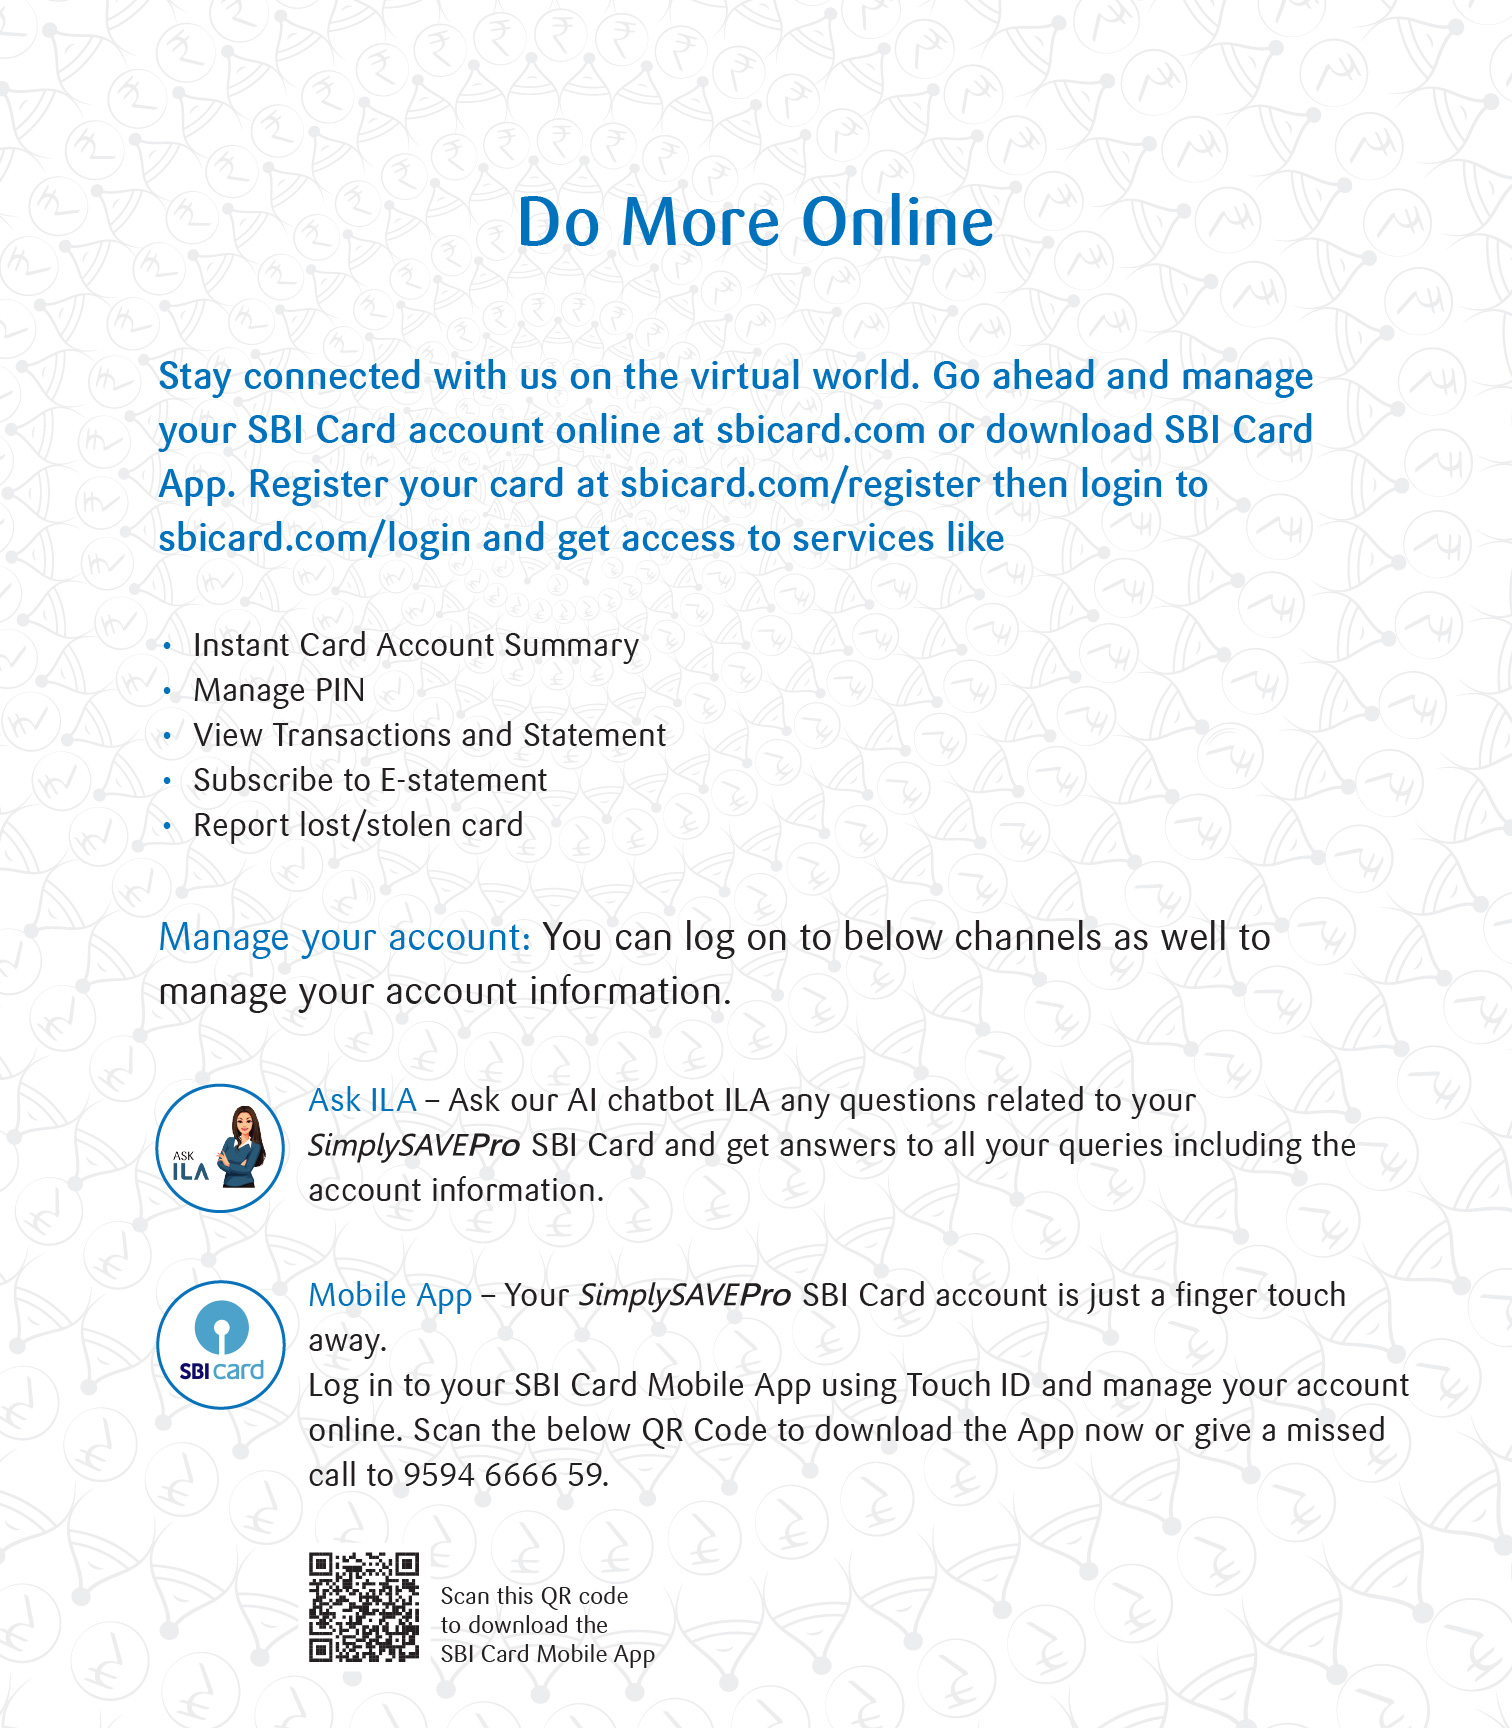 Do More Online
Stay connected with us on the virtual world. Go ahead and manage
your SBI Card account online at sbicard.com or download SBI Card
App. Register your card at sbicard.com/register then login to
sbicard.com/login and get access to services like
• Instant Card Account Summary
• Manage PIN
• View Transactions and Statement
• Subscribe to E-statement
• Report lost/stolen card
Manage your account: You can log on to below channels as well to
manage your account information.
ASK
ILA
Ask ILA – Ask our AI chatbot ILA any questions related to your
SimplySAVEPro SBI Card and get answers to all your queries including the
account information.
SBI card
Mobile App – Your SimplySAVEPro SBI Card account is just a finger touch
away.
Log in to your SBI Card Mobile App using Touch ID and manage your account
online. Scan the below QR Code to download the App now or give a missed
call to 9594 6666 59.
Scan this QR code
to download the
SBI Card Mobile App